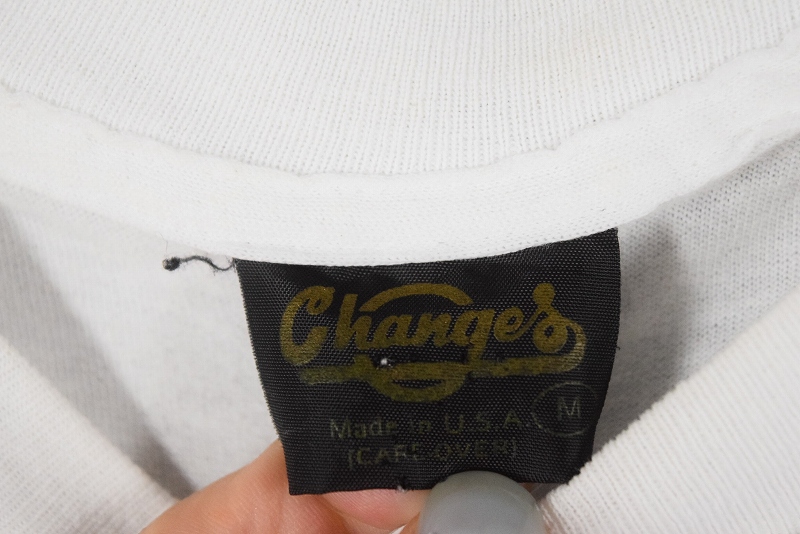 Changes
Made in U.S.A. M
(CARE OVER)